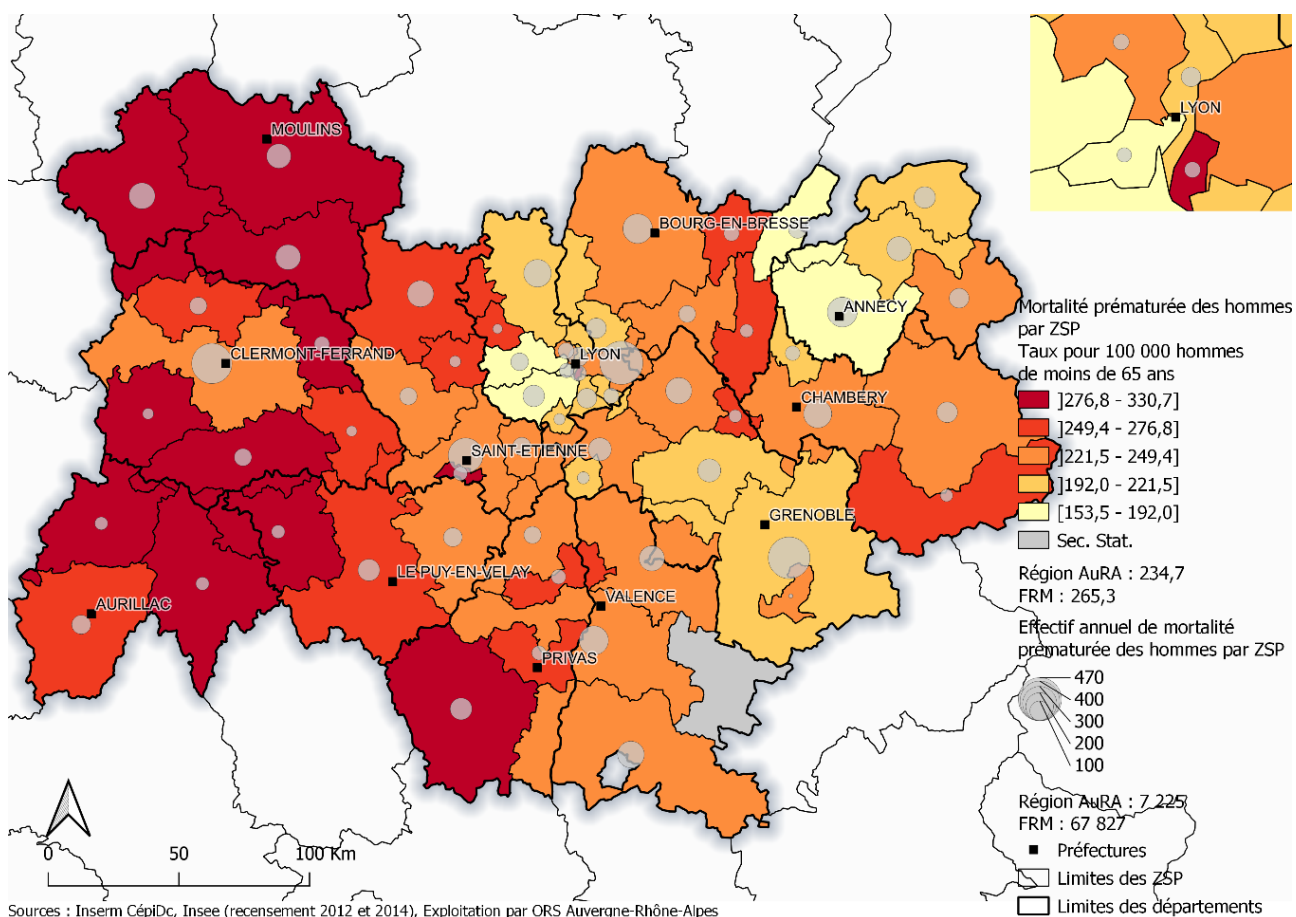 MOULINS
LYON
BOURG-EN-BRESSE
ANNECY
CLERMONT-FERRAND
LYON
CHAMBERY
SAINT-ETIENNE
GRENOBLE
LE PUY-EN-VELAY
AURILLAC
VALENCE
PRIVAS
Mortalité prématurée des hommes
par ZSP
Taux pour 100 000 hommes
de moins de 65 ans
]276,8 - 330,7]
]249,4 - 276,8]
]221,5 - 249,4]
]192,0 - 221,5]
[153,5 - 192,0]
Sec. Stat.
Région AuRA : 234,7
FRM : 265,3
Effectif annuel de mortalité
prématurée des hommes par ZSP
470
400
300
200
100
Région AuRA : 7 225
FRM : 67 827
Préfectures
Limites des ZSP
Limites des départements
0 50 100 Km
Sources : Inserm CépiDc, Insee (recensement 2012 et 2014), Exploitation par ORS Auvergne-Rhône-Alpes